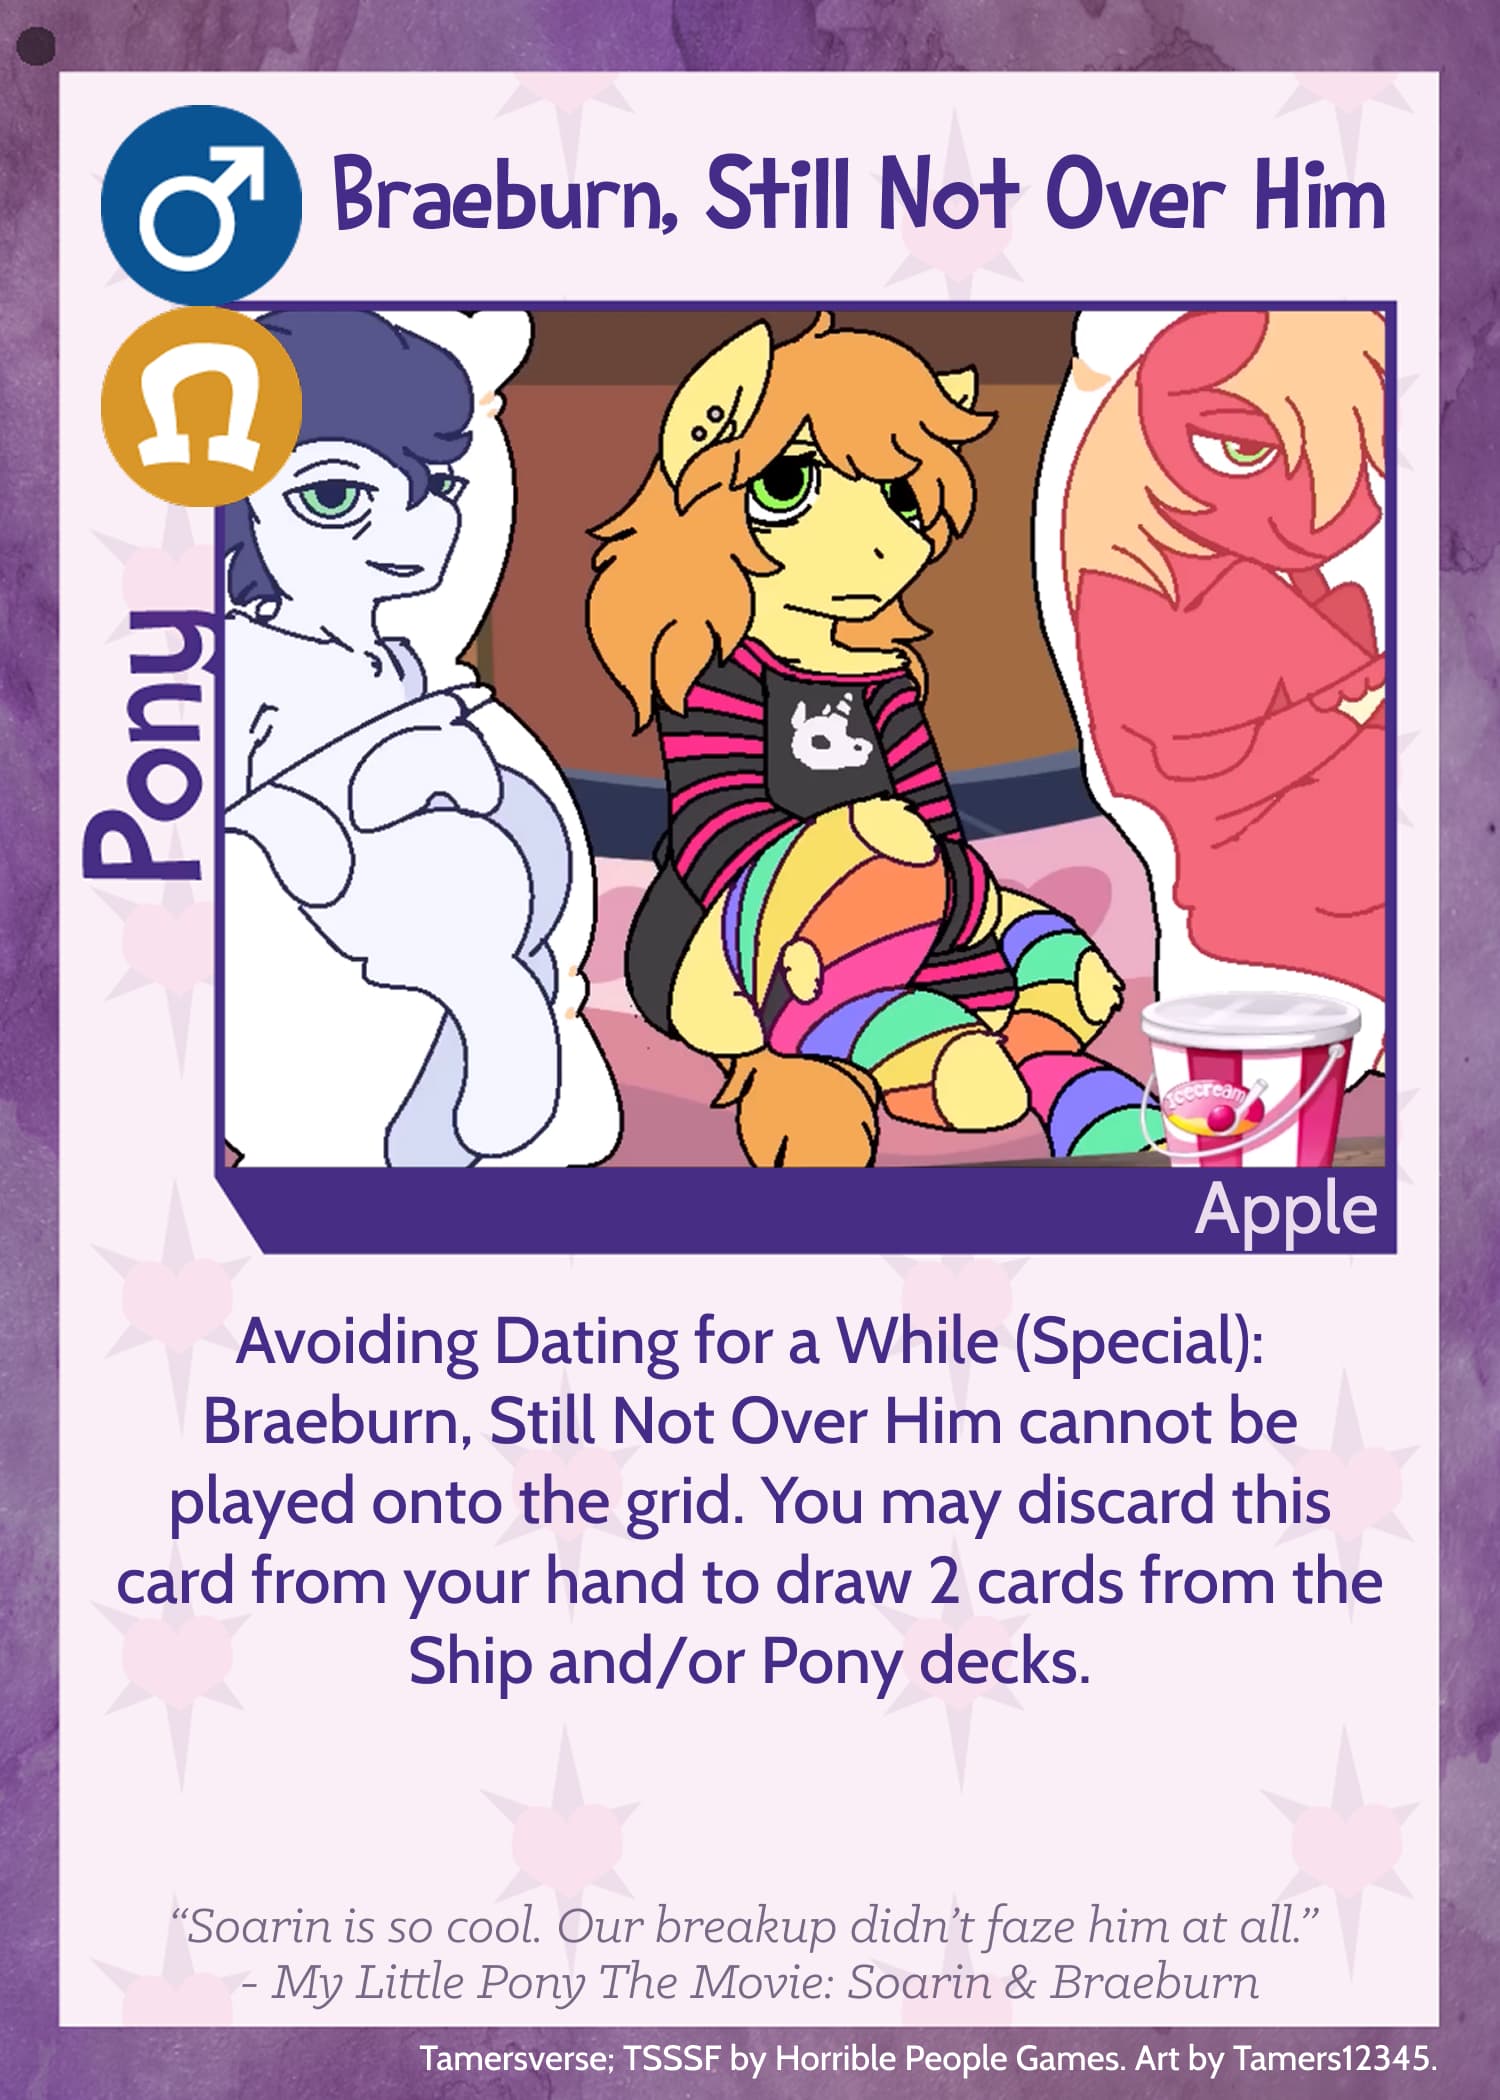 Braeburn, Still Not Over Him
Pony
Icecream
Apple
Avoiding Dating for a While (Special):
Braeburn, Still Not Over Him cannot be
played onto the grid. You may discard this
card from your hand to draw 2 cards from the
Ship and/or Pony decks.
“Soarin is so cool. Our breakup didn’t faze him at all.”
- My Little Pony The Movie: Soarin & Braeburn
Tamersverse; TSSSF by Horrible People Games. Art by Tamers12345.